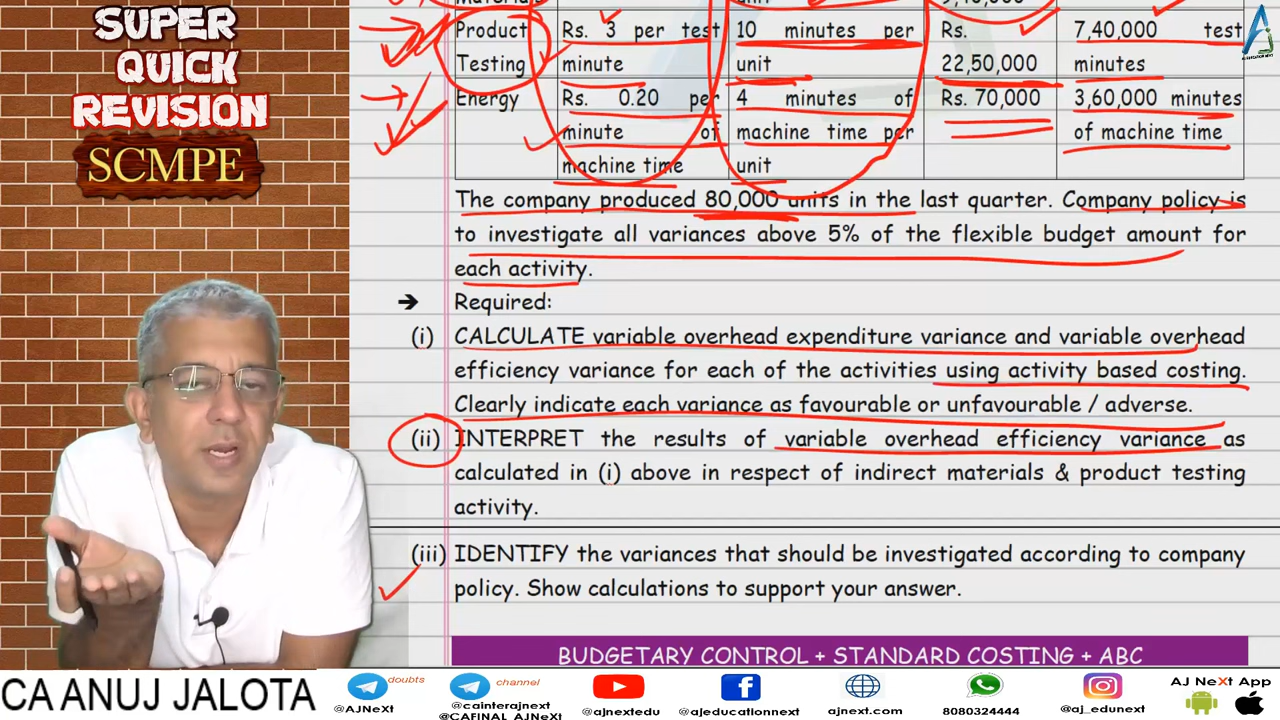 SUPER
QUICK
REVISION
SCMPE
Product Rs. 3 per test 10 minutes per Rs. 7,40,000 test
Testing minute unit 22,50,000 minutes
Energy Rs. 0.20 per 4 minutes of Rs. 70,000 3,60,000 minutes
minute of machine time per of machine time
machine time unit
The company produced 80,000 units in the last quarter. Company policy is
to investigate all variances above 5% of the flexible budget amount for
each activity.
➔ Required:
(i) CALCULATE variable overhead expenditure variance and variable overhead
efficiency variance for each of the activities using activity based costing.
Clearly indicate each variance as favourable or unfavourable / adverse.
(ii) INTERPRET the results of variable overhead efficiency variance as
calculated in (i) above in respect of indirect materials & product testing
activity.
(iii) IDENTIFY the variances that should be investigated according to company
policy. Show calculations to support your answer.
BUDGETARY CONTROL + STANDARD COSTING + ABC
CA ANUJ JALOTA
doubts
@AJNeXt
channel
@cainterajnext
@CAFINAL_AJNeXt
@ajnextedu
@ajeducationnext
ajnext.com
8080324444
@aj_edunext
AJ NeXt App